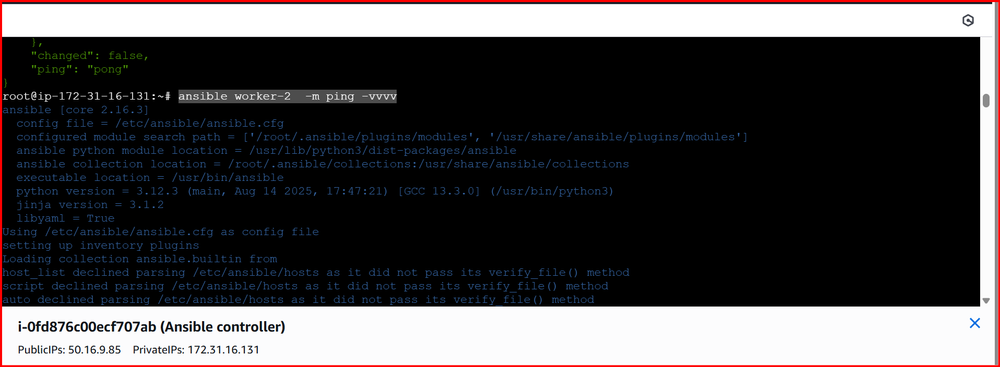 },
"changed": false,
"ping": "pong"
}
root@ip-172-31-16-131:~# ansible worker-2  -m ping -vvvv
ansible [core 2.16.3]
config file = /etc/ansible/ansible.cfg
configured module search path = ['/root/.ansible/plugins/modules', '/usr/share/ansible/plugins/modules']
ansible python module location = /usr/lib/python3/dist-packages/ansible
ansible collection location = /root/.ansible/collections:/usr/share/ansible/collections
executable location = /usr/bin/ansible
python version = 3.12.3 (main, Aug 14 2025, 17:47:21) [GCC 13.3.0] (/usr/bin/python3)
jinja version = 3.1.2
libyaml = True
Using /etc/ansible/ansible.cfg as config file
setting up inventory plugins
Loading collection ansible.builtin from
host_list declined parsing /etc/ansible/hosts as it did not pass its verify_file() method
script declined parsing /etc/ansible/hosts as it did not pass its verify_file() method
auto declined parsing /etc/ansible/hosts as it did not pass its verify_file() method
i-0fd876c00ecf707ab (Ansible controller)
PublicIPs: 50.16.9.85 PrivateIPs: 172.31.16.131